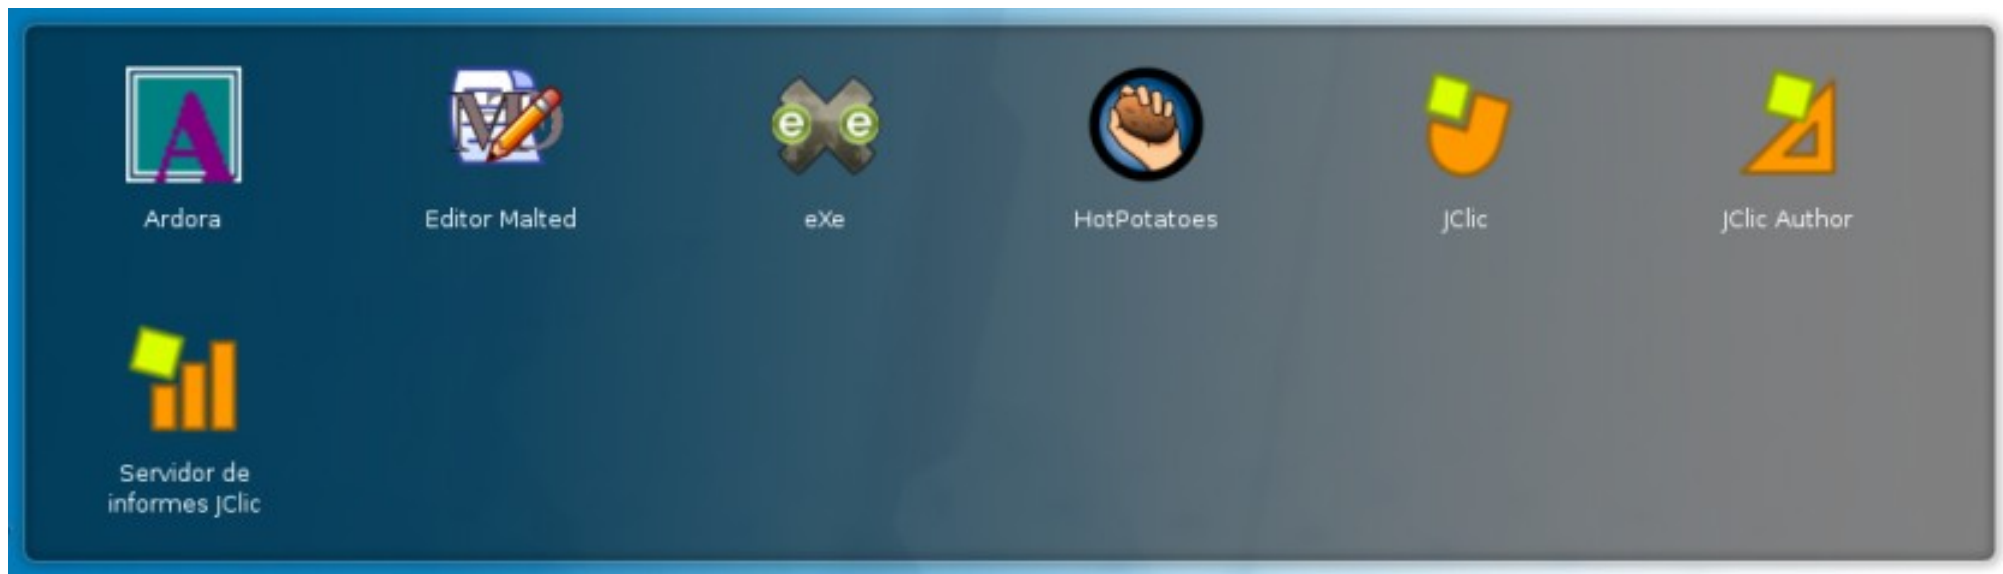 Ardora
Editor Malted
eXe
HotPotatoes
JClic
JClic Author
Servidor de
informes JClic